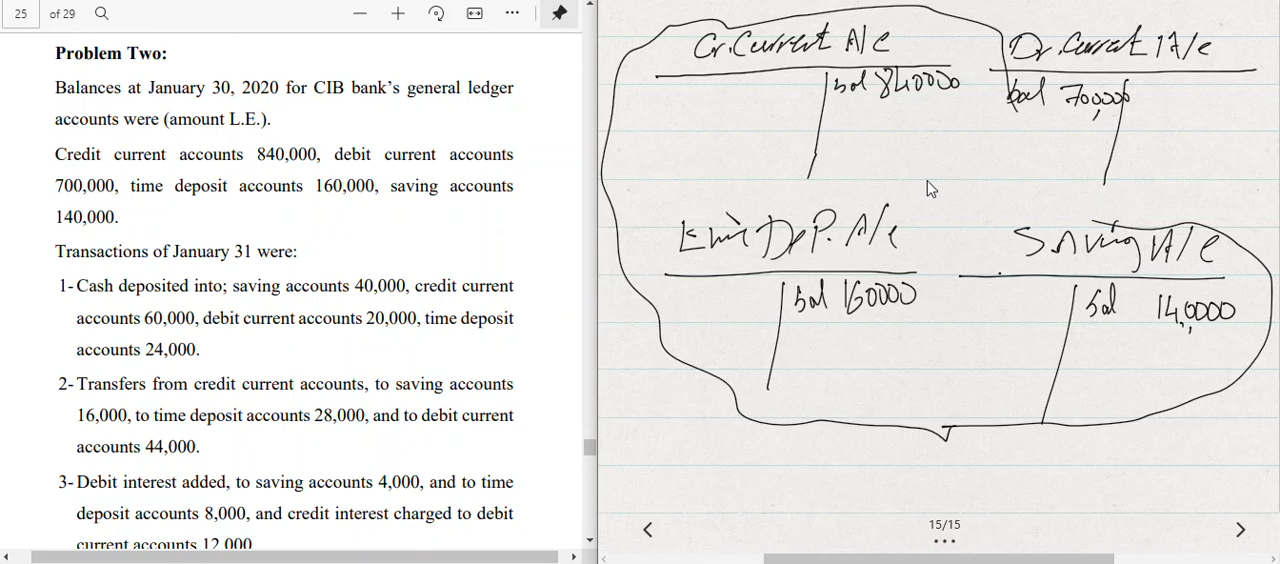 25 of 29
Problem Two:
Balances at January 30, 2020 for CIB bank's general ledger
accounts were (amount L.E.).
Credit current accounts 840,000, debit current accounts
700,000, time deposit accounts 160,000, saving accounts
140,000.
Transactions of January 31 were:
1- Cash deposited into; saving accounts 40,000, credit current
accounts 60,000, debit current accounts 20,000, time deposit
accounts 24,000.
2- Transfers from credit current accounts, to saving accounts
16,000, to time deposit accounts 28,000, and to debit current
accounts 44,000.
3- Debit interest added, to saving accounts 4,000, and to time
deposit accounts 8,000, and credit interest charged to debit
current accounts 12,000
Cr. Current A/c
bal 840000
Dr. Current A/c
bal 700,000
Dep. A/c
bal 160000
Saving A/c
bal 140000
15/15